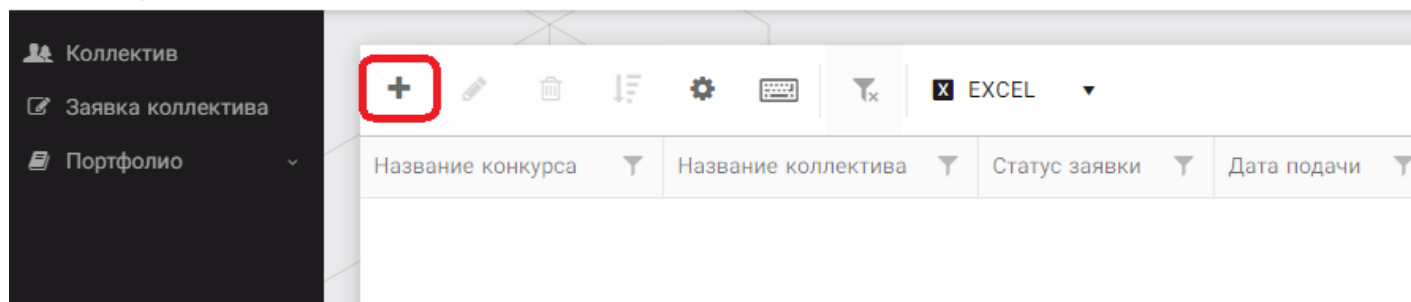 Коллектив
Заявка коллектива
Портфолио
X EXCEL
Название конкурса Название коллектива Статус заявки Дата подачи